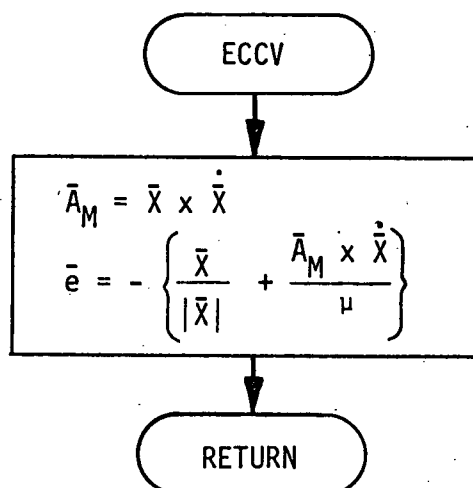 ECCV
Ā_M = X̄ x Ẋ̄
ē = - { X̄ / |X̄| + Ā_M x Ẋ̄ / μ }
RETURN